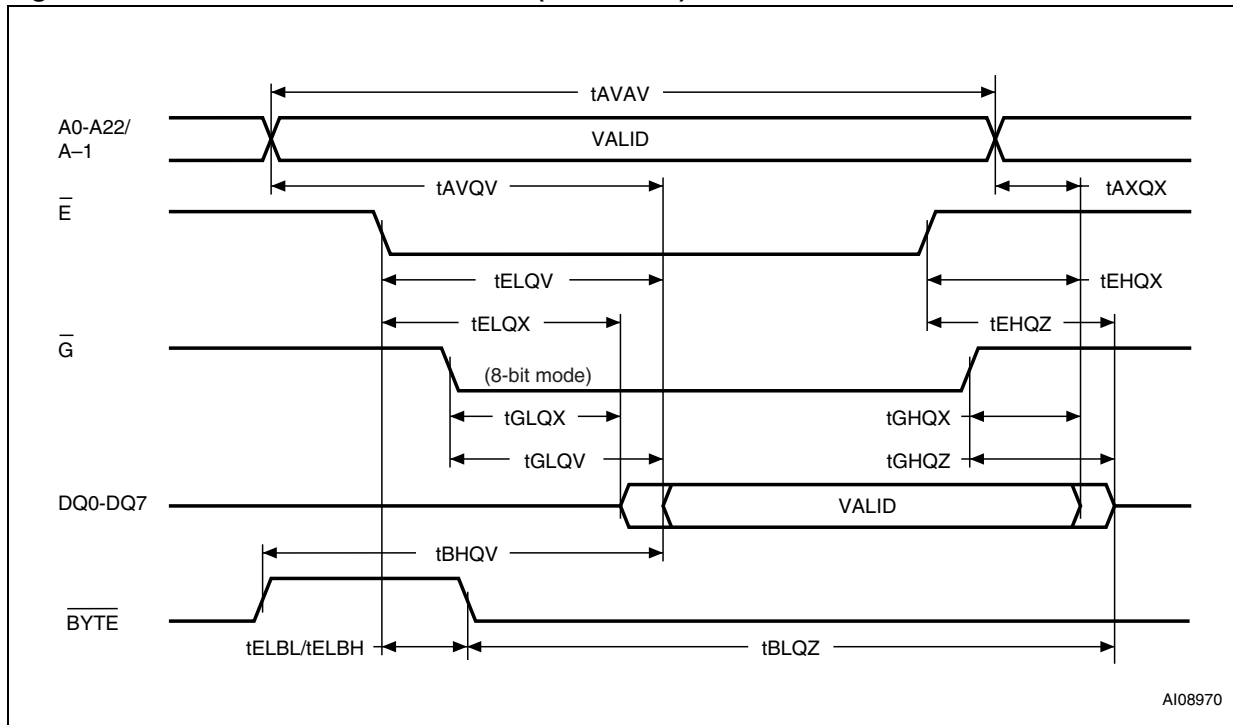 tAVAV
A0-A22/
A–1
VALID
tAVQV
tAXQX
E
tELQV
tEHQX
tELQX
tEHQZ
G
(8-bit mode)
tGLQX
tGHQX
tGLQV
tGHQZ
DQ0-DQ7
VALID
tBHQV
BYTE
tELBL/tELBH
tBLQZ
AI08970